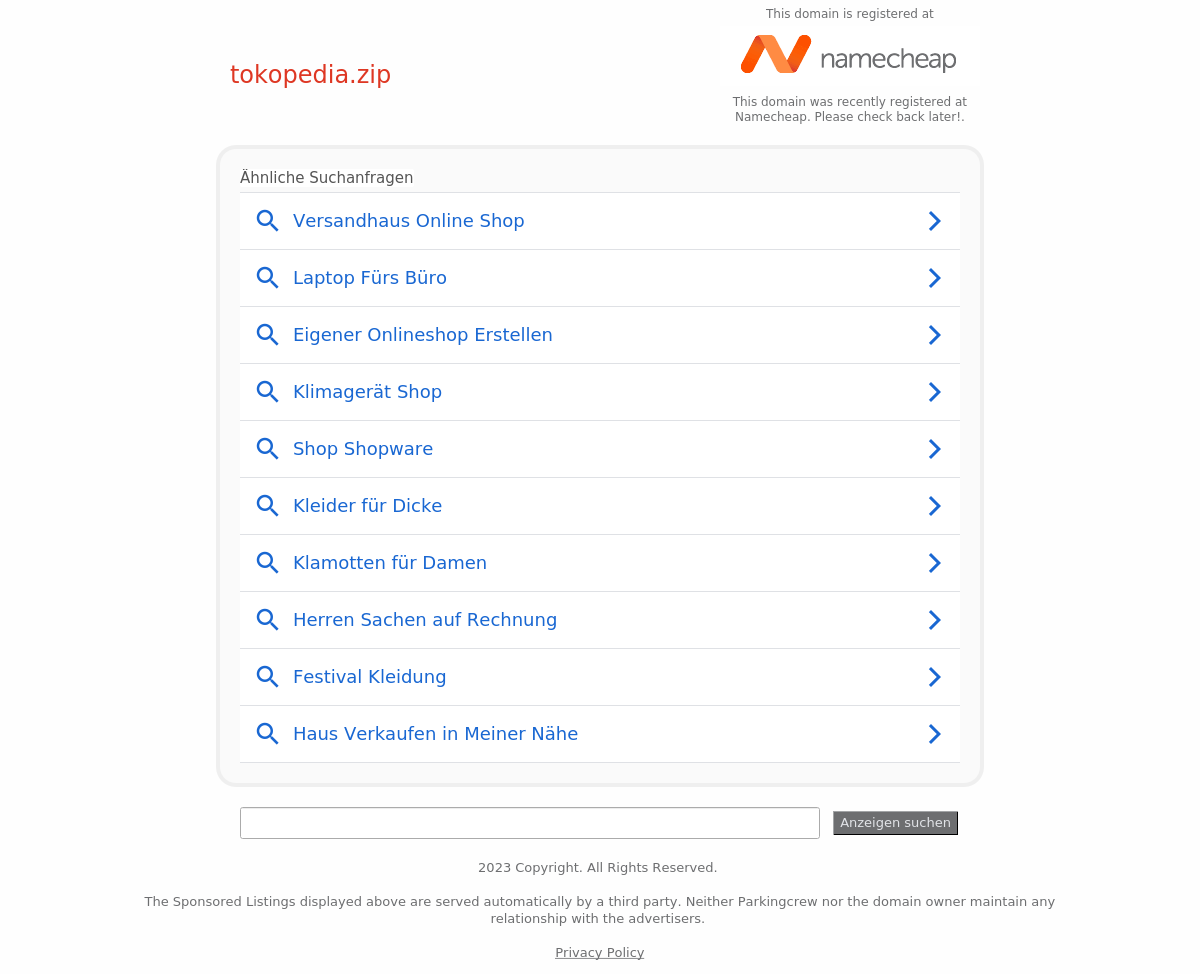 This domain is registered at
namecheap
tokopedia.zip
This domain was recently registered at
Namecheap. Please check back later!.
Ähnliche Suchanfragen
Versandhaus Online Shop
Laptop Fürs Büro
Eigener Onlineshop Erstellen
Klimagerät Shop
Shop Shopware
Kleider für Dicke
Klamotten für Damen
Herren Sachen auf Rechnung
Festival Kleidung
Haus Verkaufen in Meiner Nähe
Anzeigen suchen
2023 Copyright. All Rights Reserved.
The Sponsored Listings displayed above are served automatically by a third party. Neither Parkingcrew nor the domain owner maintain any
relationship with the advertisers.
Privacy Policy